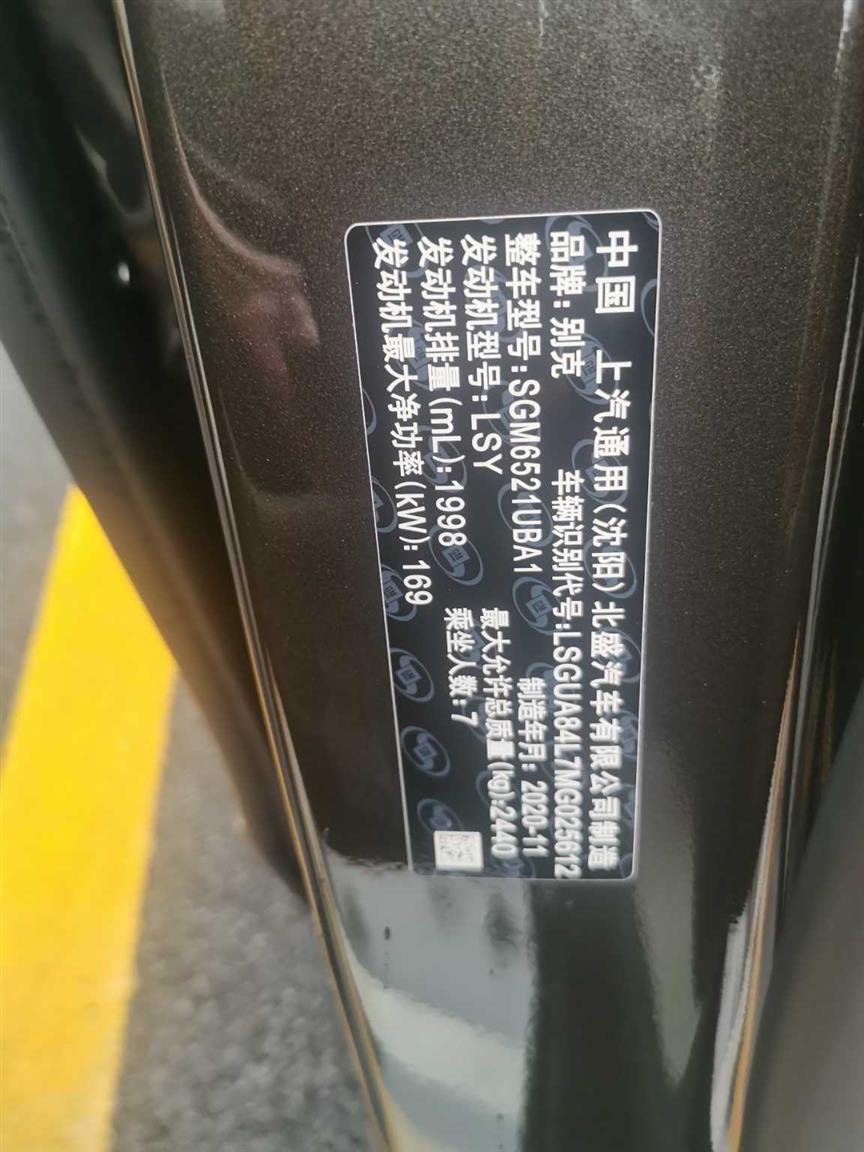 中国 上汽通用(沈阳)北盛汽车有限公司制造
品牌:别克 车辆识别代号:LSGUA84L7MG025612
整车型号:SGM6521UBA1 制造年月:2020-11
发动机型号:LSY 最大允许总质量(kg):2440
发动机排量(mL):1998 乘坐人数:7
发动机最大净功率(kW):169